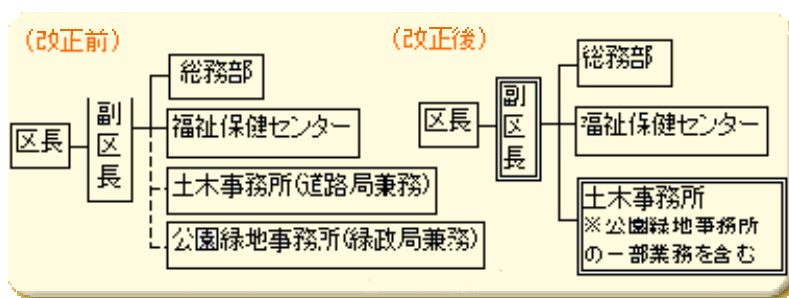 (改正前)
区長
副区長
総務部
福祉保健センター
土木事務所(道路局兼務)
公園緑地事務所(緑政局兼務)
(改正後)
区長
副区長
総務部
福祉保健センター
土木事務所
※公園緑地事務所
の一部業務を含む